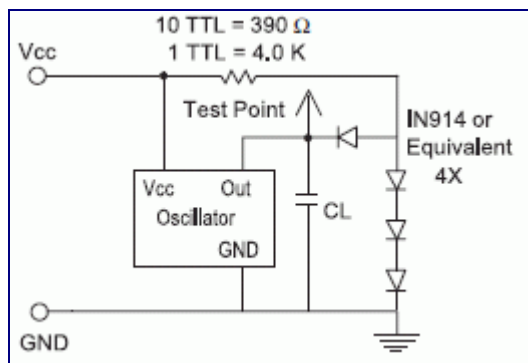 10 TTL = 390 Ω
1 TTL = 4.0 K
Vcc
Test Point
IN914 or
Equivalent
4X
Vcc Out
Oscillator
GND
CL
GND